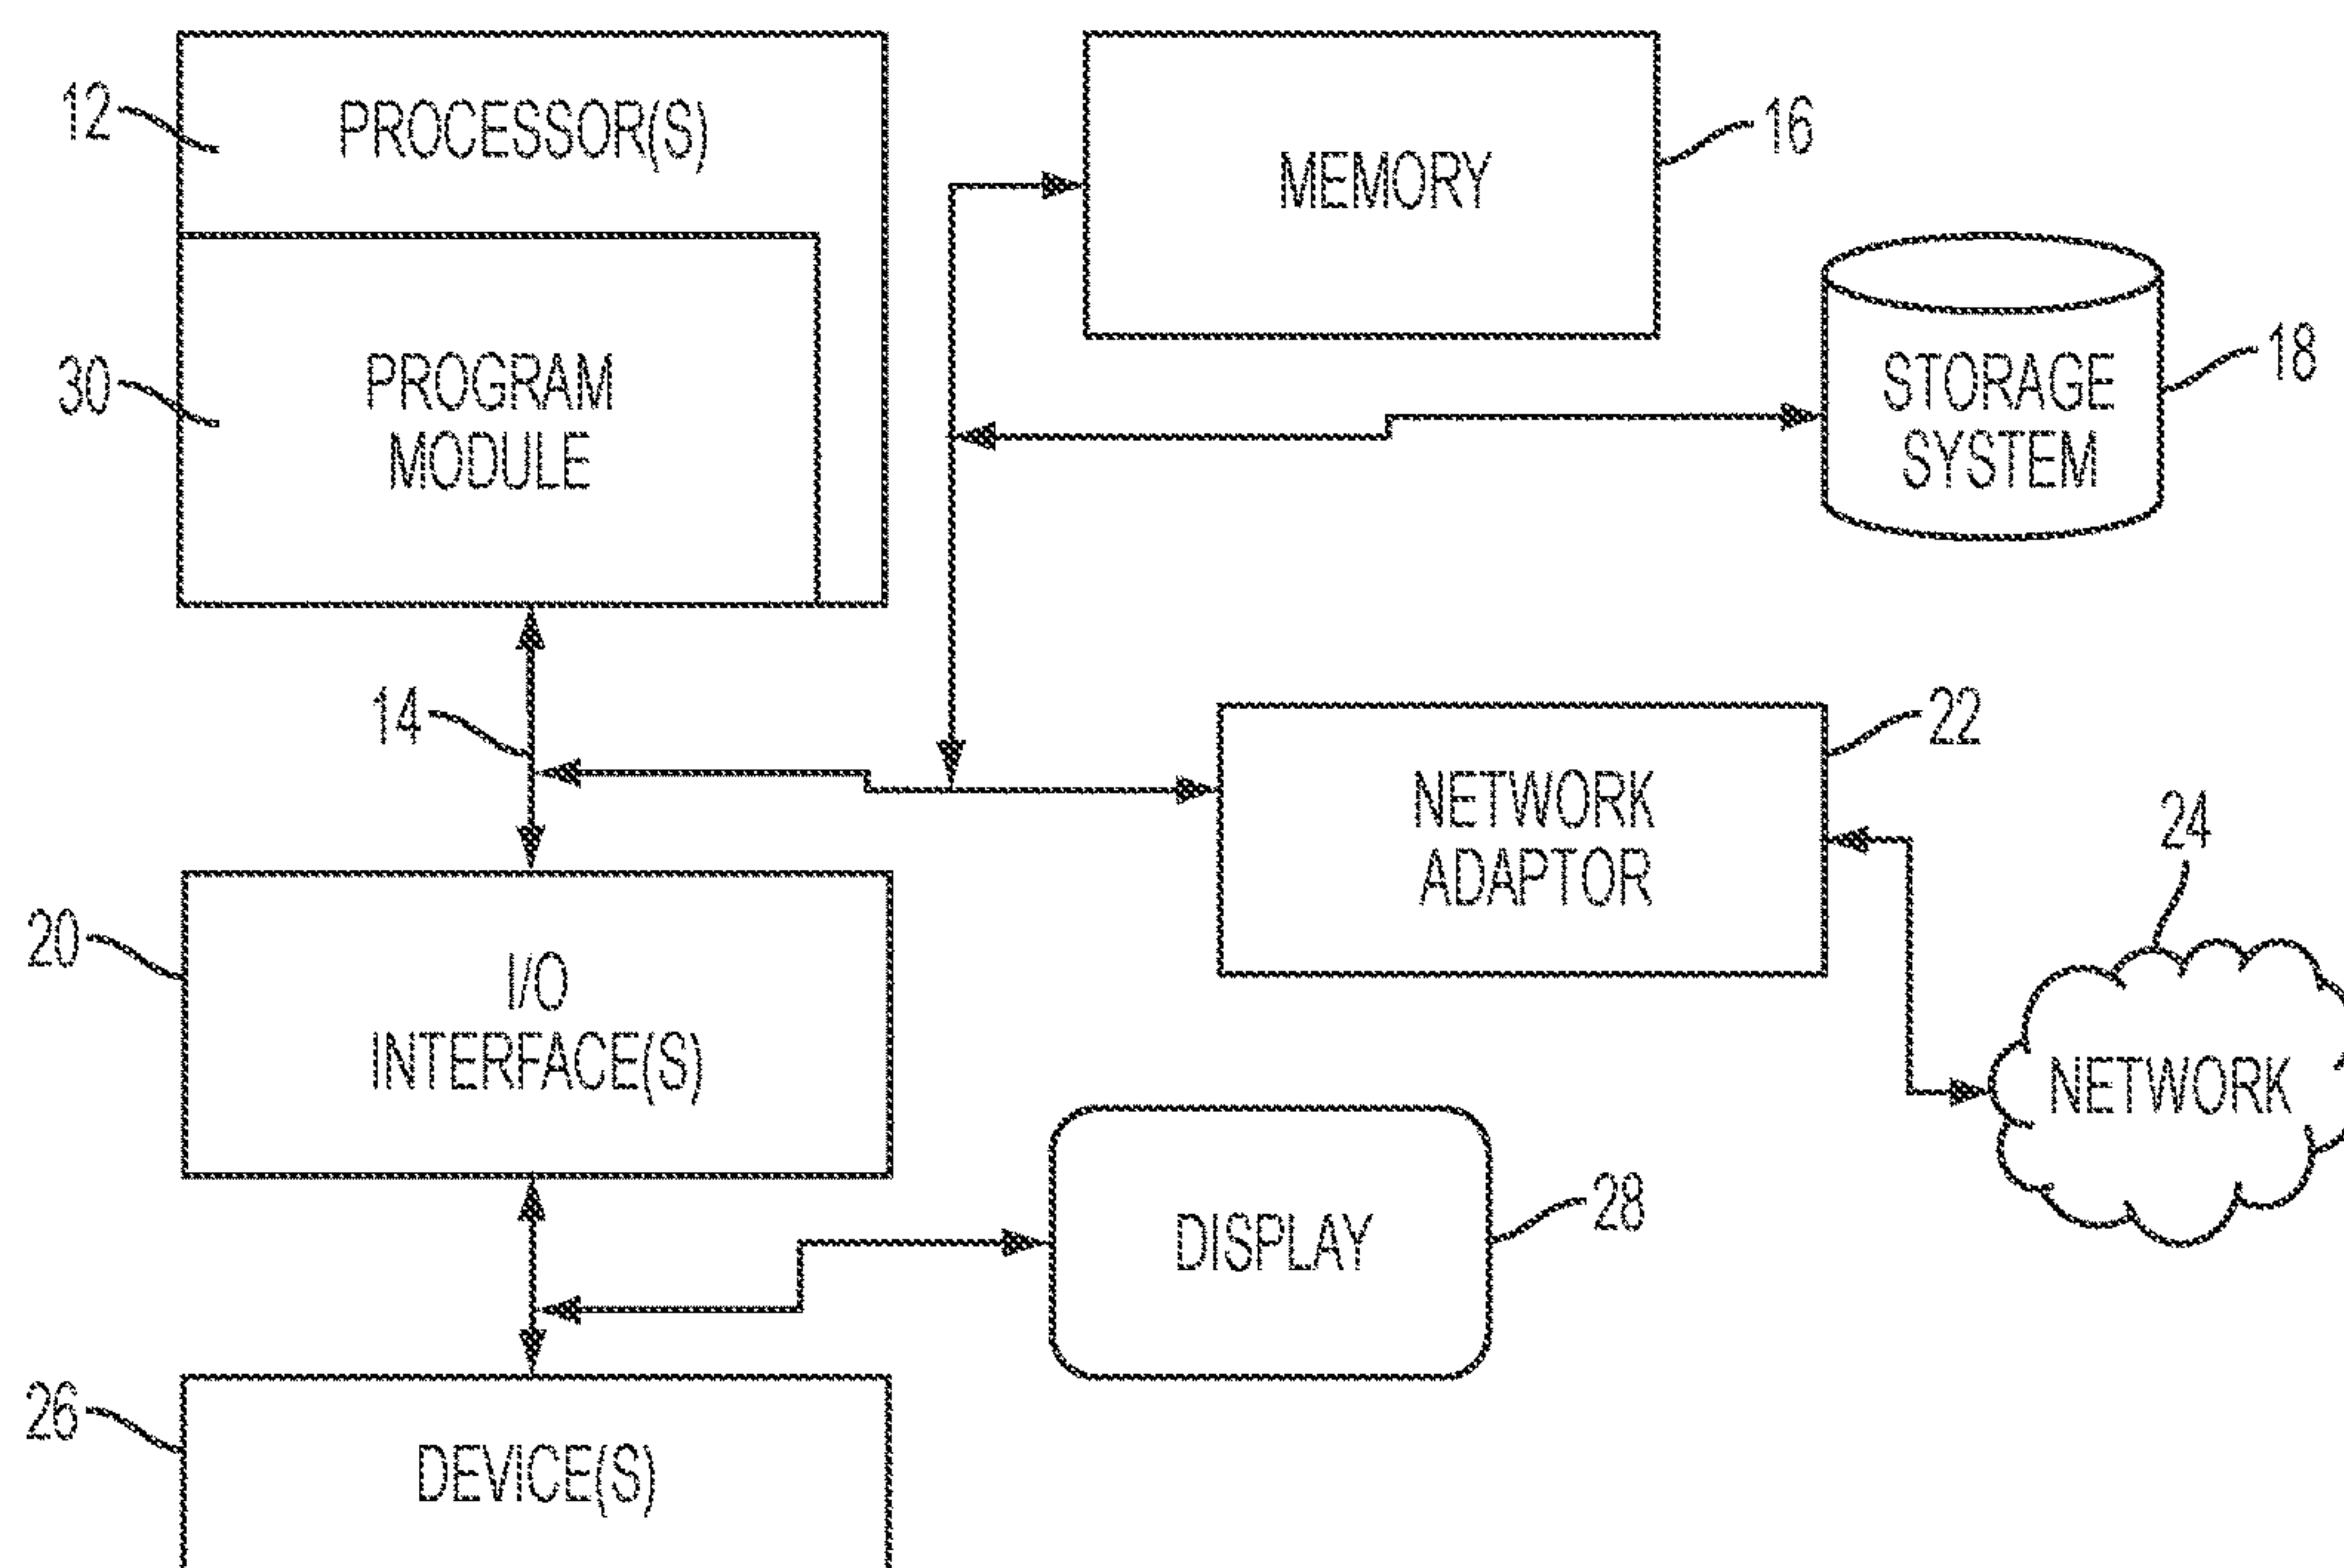 12
PROCESSOR(S)
MEMORY
16
30
PROGRAM
MODULE
STORAGE
SYSTEM
18
14
22
NETWORK
ADAPTOR
24
NETWORK
20
I/O
INTERFACE(S)
DISPLAY
28
26
DEVICE(S)